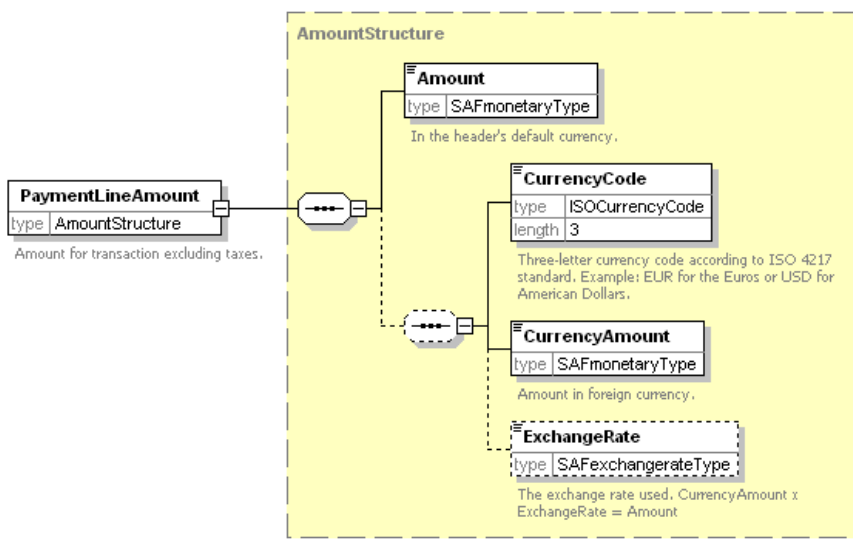 AmountStructure
Amount
type SAFmonetaryType
In the header's default currency.
PaymentLineAmount
type AmountStructure
Amount for transaction excluding taxes.
CurrencyCode
type ISOCurrencyCode
length 3
Three-letter currency code according to ISO 4217
standard. Example: EUR for the Euros or USD for
American Dollars.
CurrencyAmount
type SAFmonetaryType
Amount in foreign currency.
ExchangeRate
type SAFexchangerateType
The exchange rate used. CurrencyAmount x
ExchangeRate = Amount